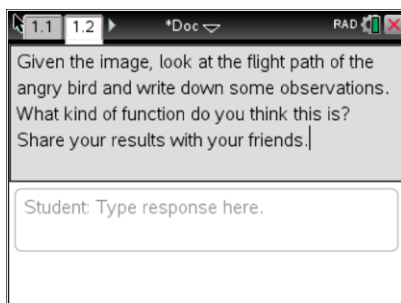 1.1 1.2 *Doc RAD
Given the image, look at the flight path of the
angry bird and write down some observations.
What kind of function do you think this is?
Share your results with your friends.
Student: Type response here.